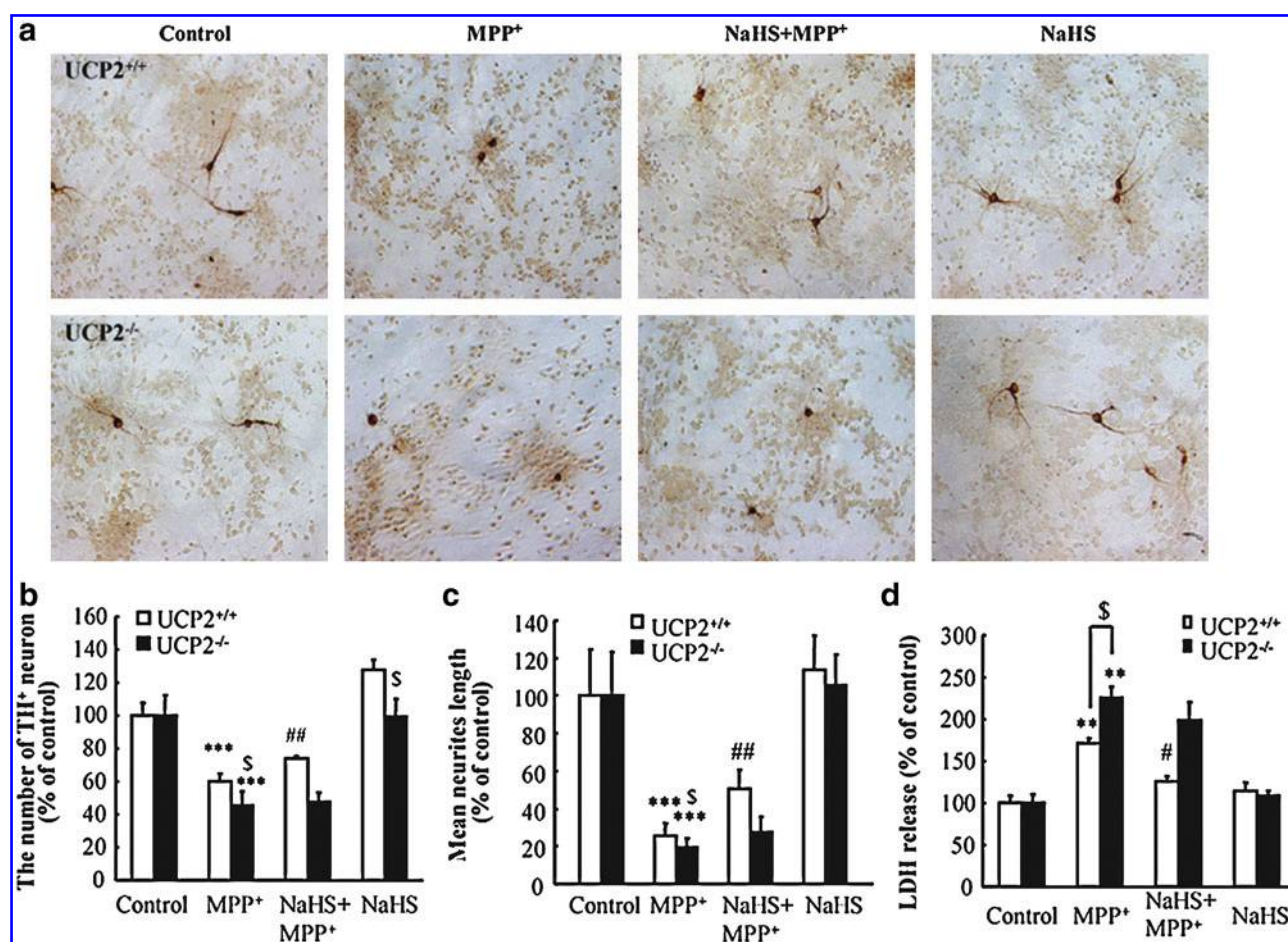 a
Control MPP⁺ NaHS+MPP⁺ NaHS
UCP2⁺/⁺
UCP2⁻/⁻
b
The number of TH⁺ neuron
(% of control)
160
140
120
100
80
60
40
20
0
UCP2⁺/⁺
UCP2⁻/⁻
***
$
***
##
$
Control MPP⁺ NaHS+ NaHS
MPP⁺
c
Mean neurites length
(% of control)
140
120
100
80
60
40
20
0
UCP2⁺/⁺
UCP2⁻/⁻
*** $
***
##
Control MPP⁺ NaHS+ NaHS
MPP⁺
d
LDH release (% of control)
300
250
200
150
100
50
0
UCP2⁺/⁺
UCP2⁻/⁻
$
**
**
#
Control MPP⁺ NaHS+ NaHS
MPP⁺